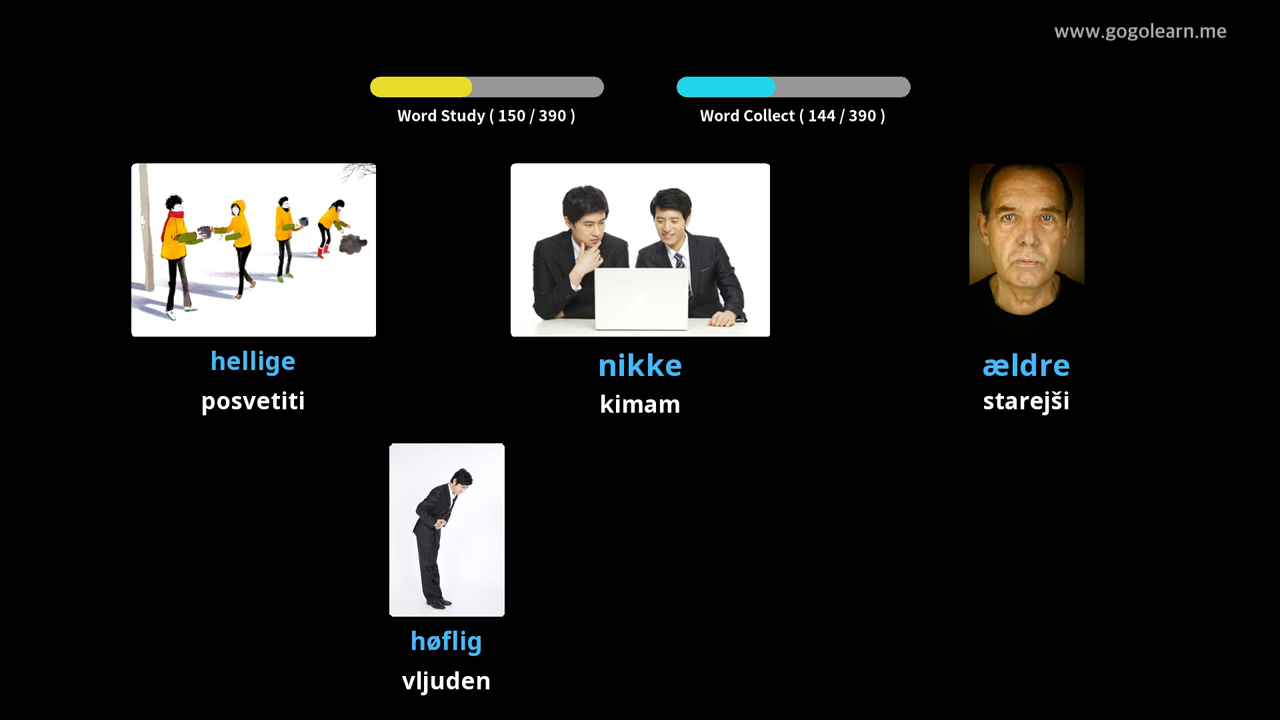 www.gogolearn.me
Word Study ( 150 / 390 )
Word Collect ( 144 / 390 )
hellige
posvetiti
nikke
kimam
ældre
starejši
høflig
vljuden